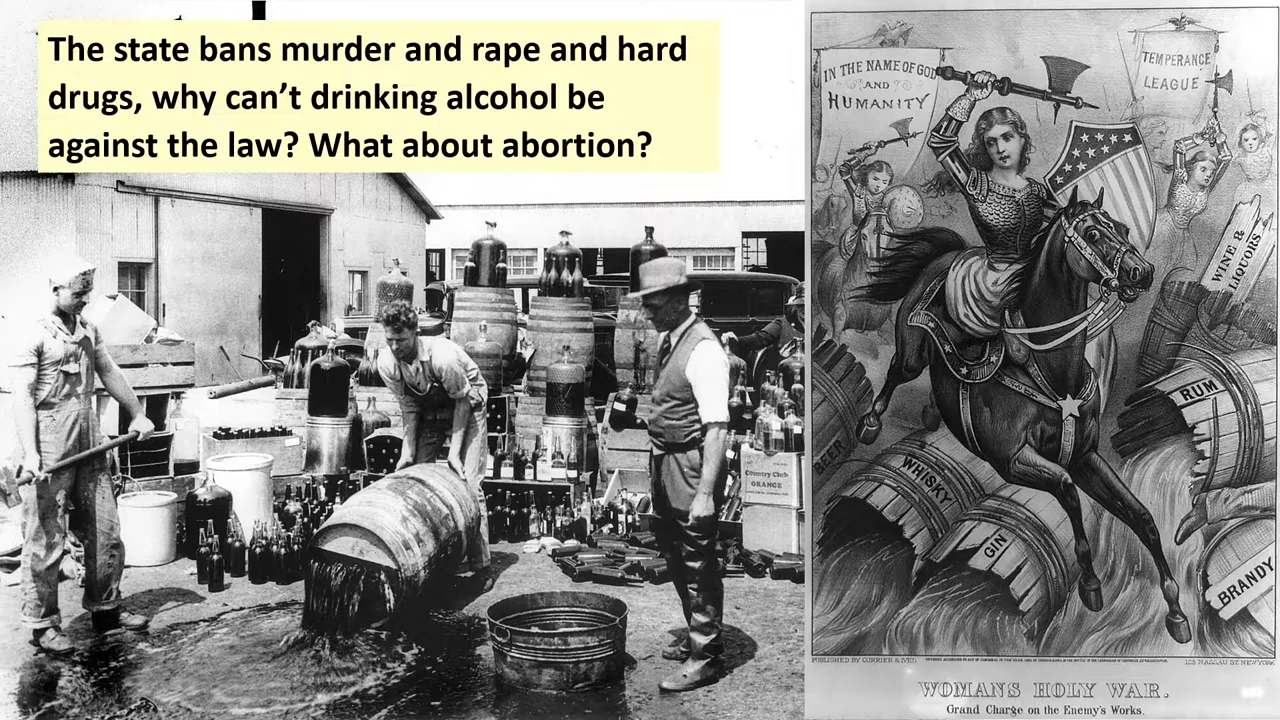 The state bans murder and rape and hard
drugs, why can’t drinking alcohol be
against the law? What about abortion?
Country Club
ORANGE
IN THE NAME OF GOD
AND
HUMANITY
TEMPERANCE
LEAGUE
WINE &
LIQUORS
RUM
BEER
WHISKY
GIN
BRANDY
PUBLISHED BY CURRIER & IVES
NASSAU ST NEW YORK
WOMANS HOLY WAR.
Grand Charge on the Enemy's Works.